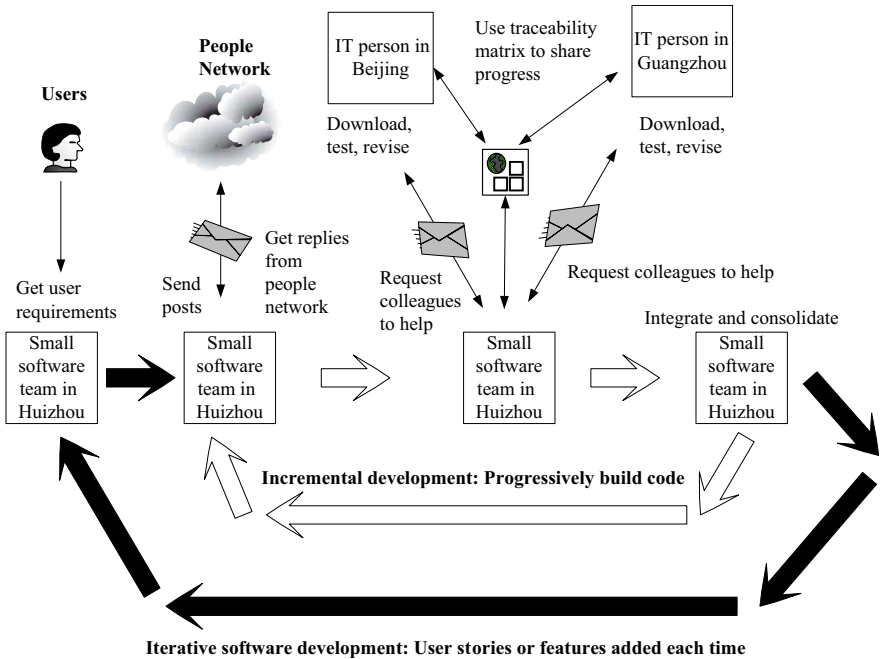 People
Network
Users
IT person in
Beijing
Use traceability
matrix to share
progress
IT person in
Guangzhou
Download,
test, revise
Download,
test, revise
Get user
requirements
Send
posts
Get replies
from
people
network
Request
colleagues
to help
Request colleagues to help
Integrate and consolidate
Small
software
team in
Huizhou
Small
software
team in
Huizhou
Small
software
team in
Huizhou
Small
software
team in
Huizhou
Incremental development: Progressively build code
Iterative software development: User stories or features added each time